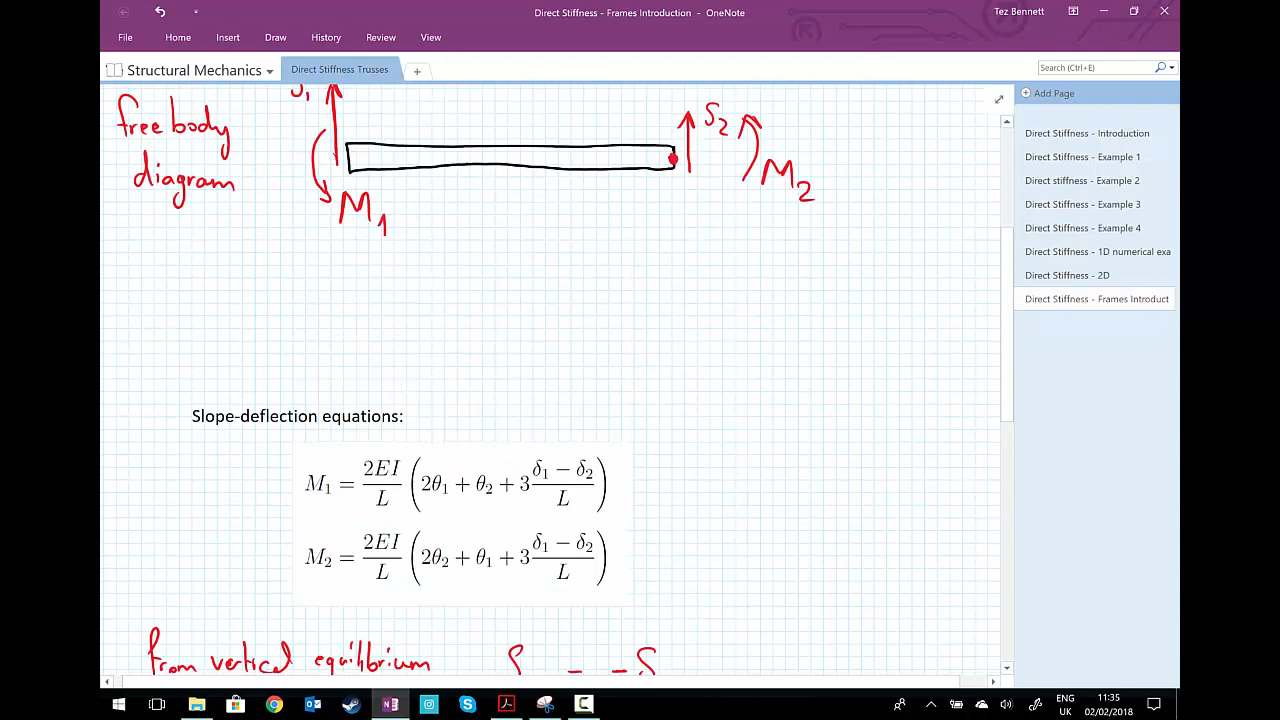 Direct Stiffness - Frames Introduction - OneNote
Tez Bennett
File Home Insert Draw History Review View
Structural Mechanics
Direct Stiffness Trusses
Search (Ctrl+E)
Add Page
Direct Stiffness - Introduction
Direct Stiffness - Example 1
Direct stiffness - Example 2
Direct Stiffness - Example 3
Direct Stiffness - Example 4
Direct Stiffness - 1D numerical exa
Direct Stiffness - 2D
Direct Stiffness - Frames Introduct
free body
diagram
S₁
M₁
S₂
M₂
Slope-deflection equations:
M₁ = 2EI/L (2θ₁ + θ₂ + 3 (δ₁ − δ₂)/L)
M₂ = 2EI/L (2θ₂ + θ₁ + 3 (δ₁ − δ₂)/L)
from vertical equilibrium S = -S
ENG
UK
11:35
02/02/2018